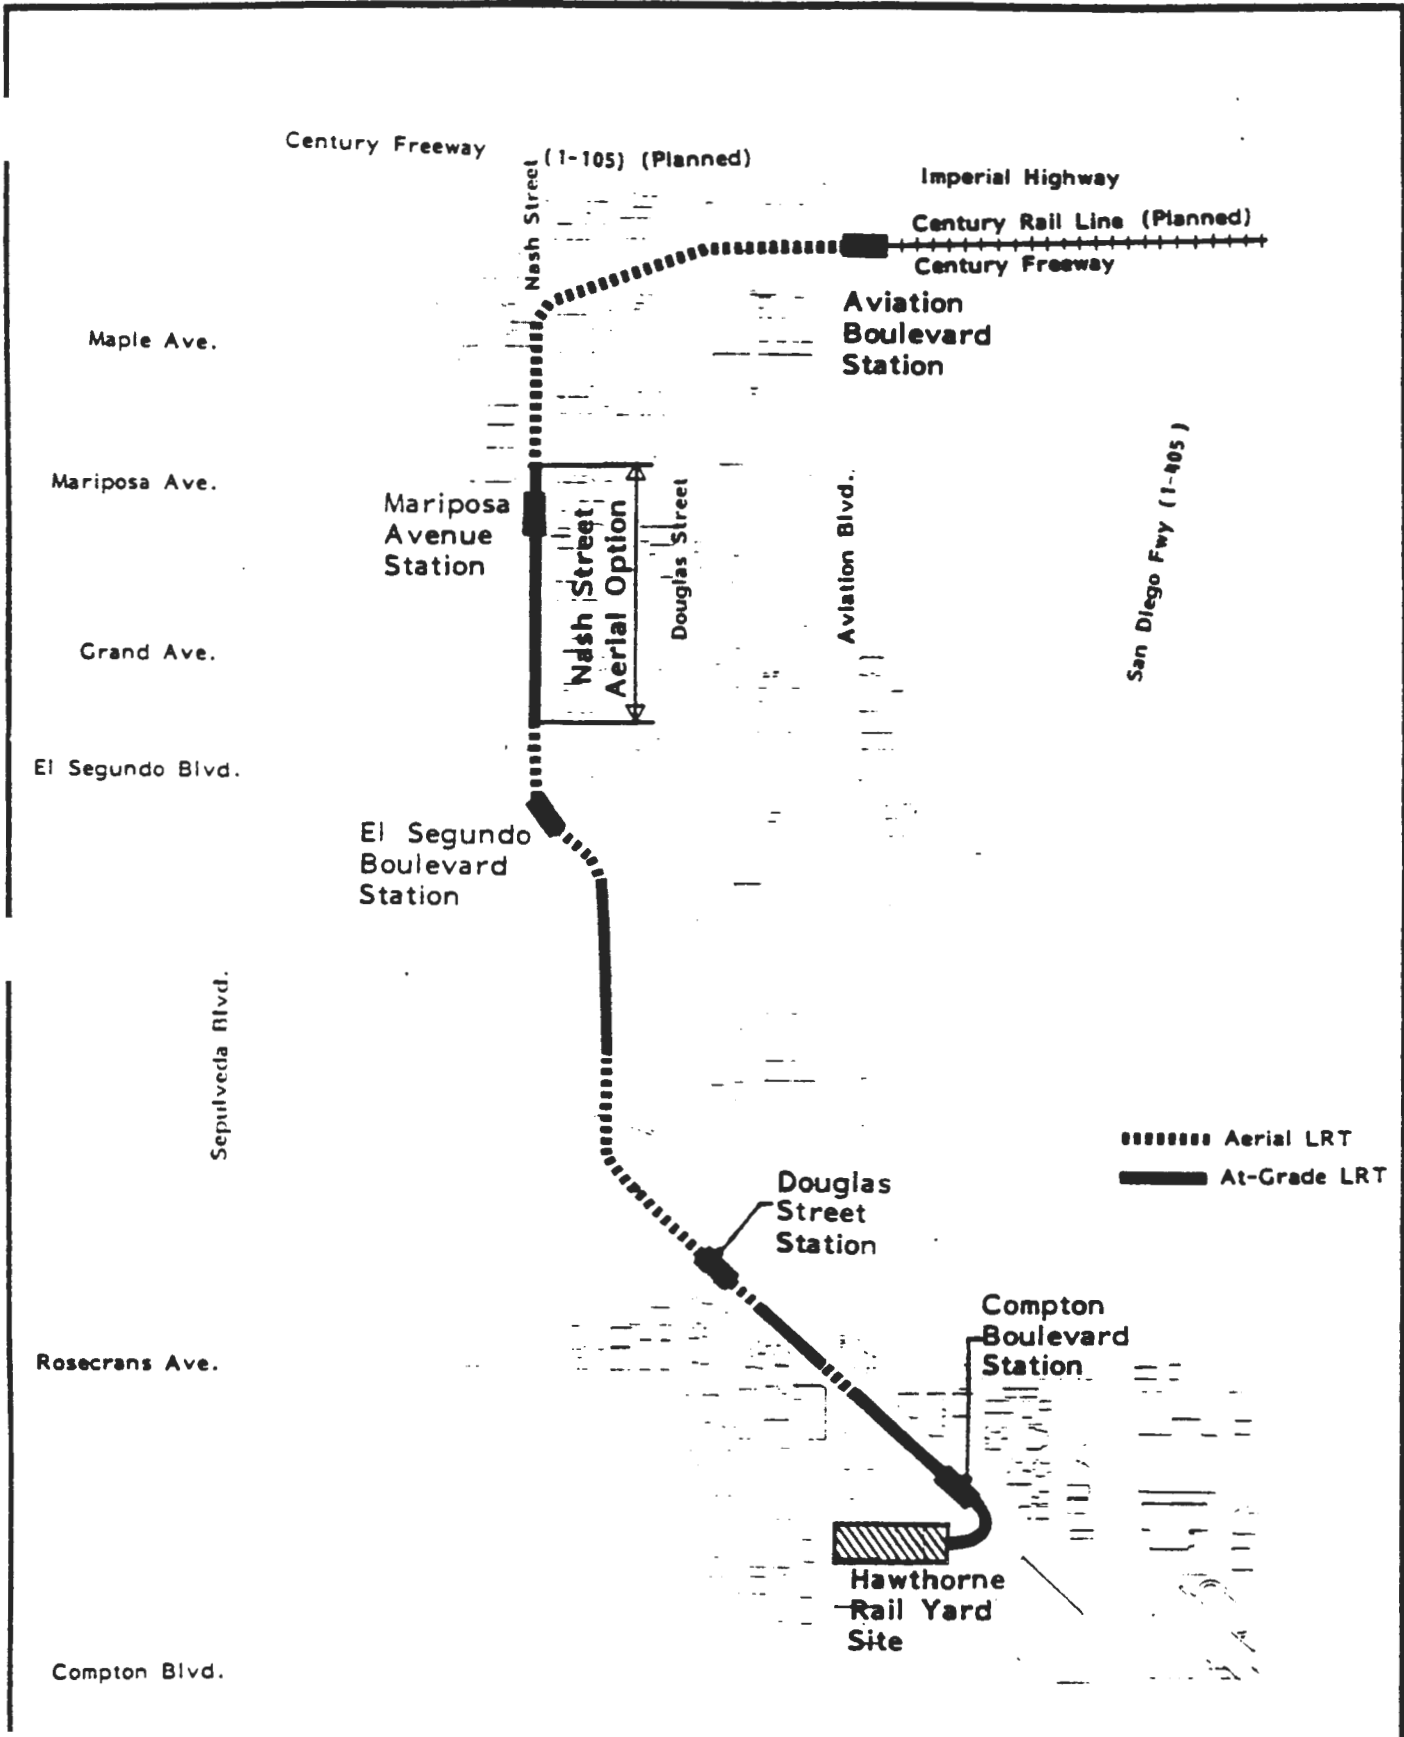 Century Freeway
(1-105) (Planned)
Nash Street
Imperial Highway
Century Rail Line (Planned)
Century Freeway
Aviation
Boulevard
Station
Maple Ave.
Mariposa Ave.
Mariposa
Avenue
Station
Nash Street
Aerial Option
Douglas Street
Aviation Blvd.
San Diego Fwy (1-405)
Grand Ave.
El Segundo Blvd.
El Segundo
Boulevard
Station
Sepulveda Blvd.
Aerial LRT
At-Grade LRT
Douglas
Street
Station
Compton
Boulevard
Station
Rosecrans Ave.
Hawthorne
Rail Yard
Site
Compton Blvd.